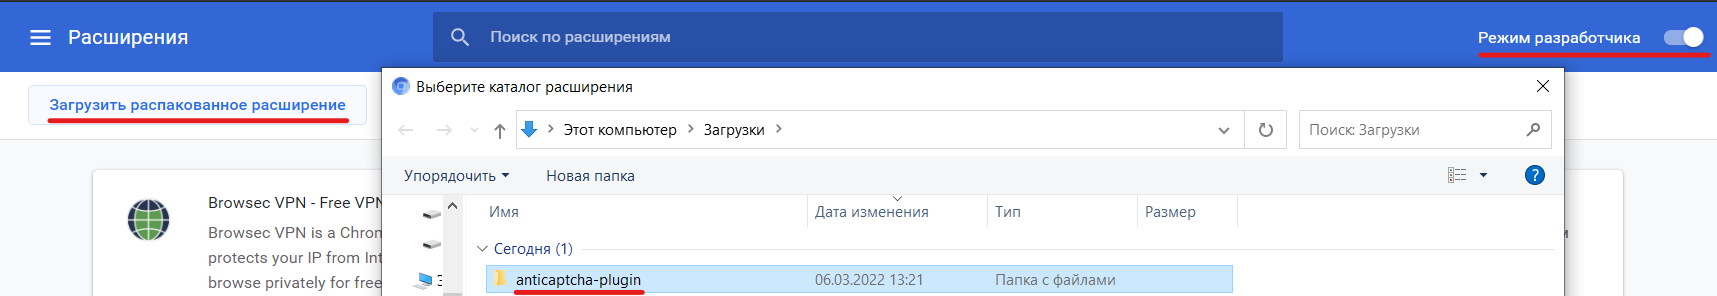 Расширения
Поиск по расширениям
Режим разработчика
Загрузить распакованное расширение
Выберите каталог расширения
Этот компьютер
Загрузки
Поиск: Загрузки
Упорядочить
Новая папка
?
Имя
Дата изменения
Тип
Размер
Сегодня (1)
anticaptcha-plugin
06.03.2022 13:21
Папка с файлами
Browsec VPN - Free VPN
Browsec VPN is a Chrom
protects your IP from Int
browse privately for free